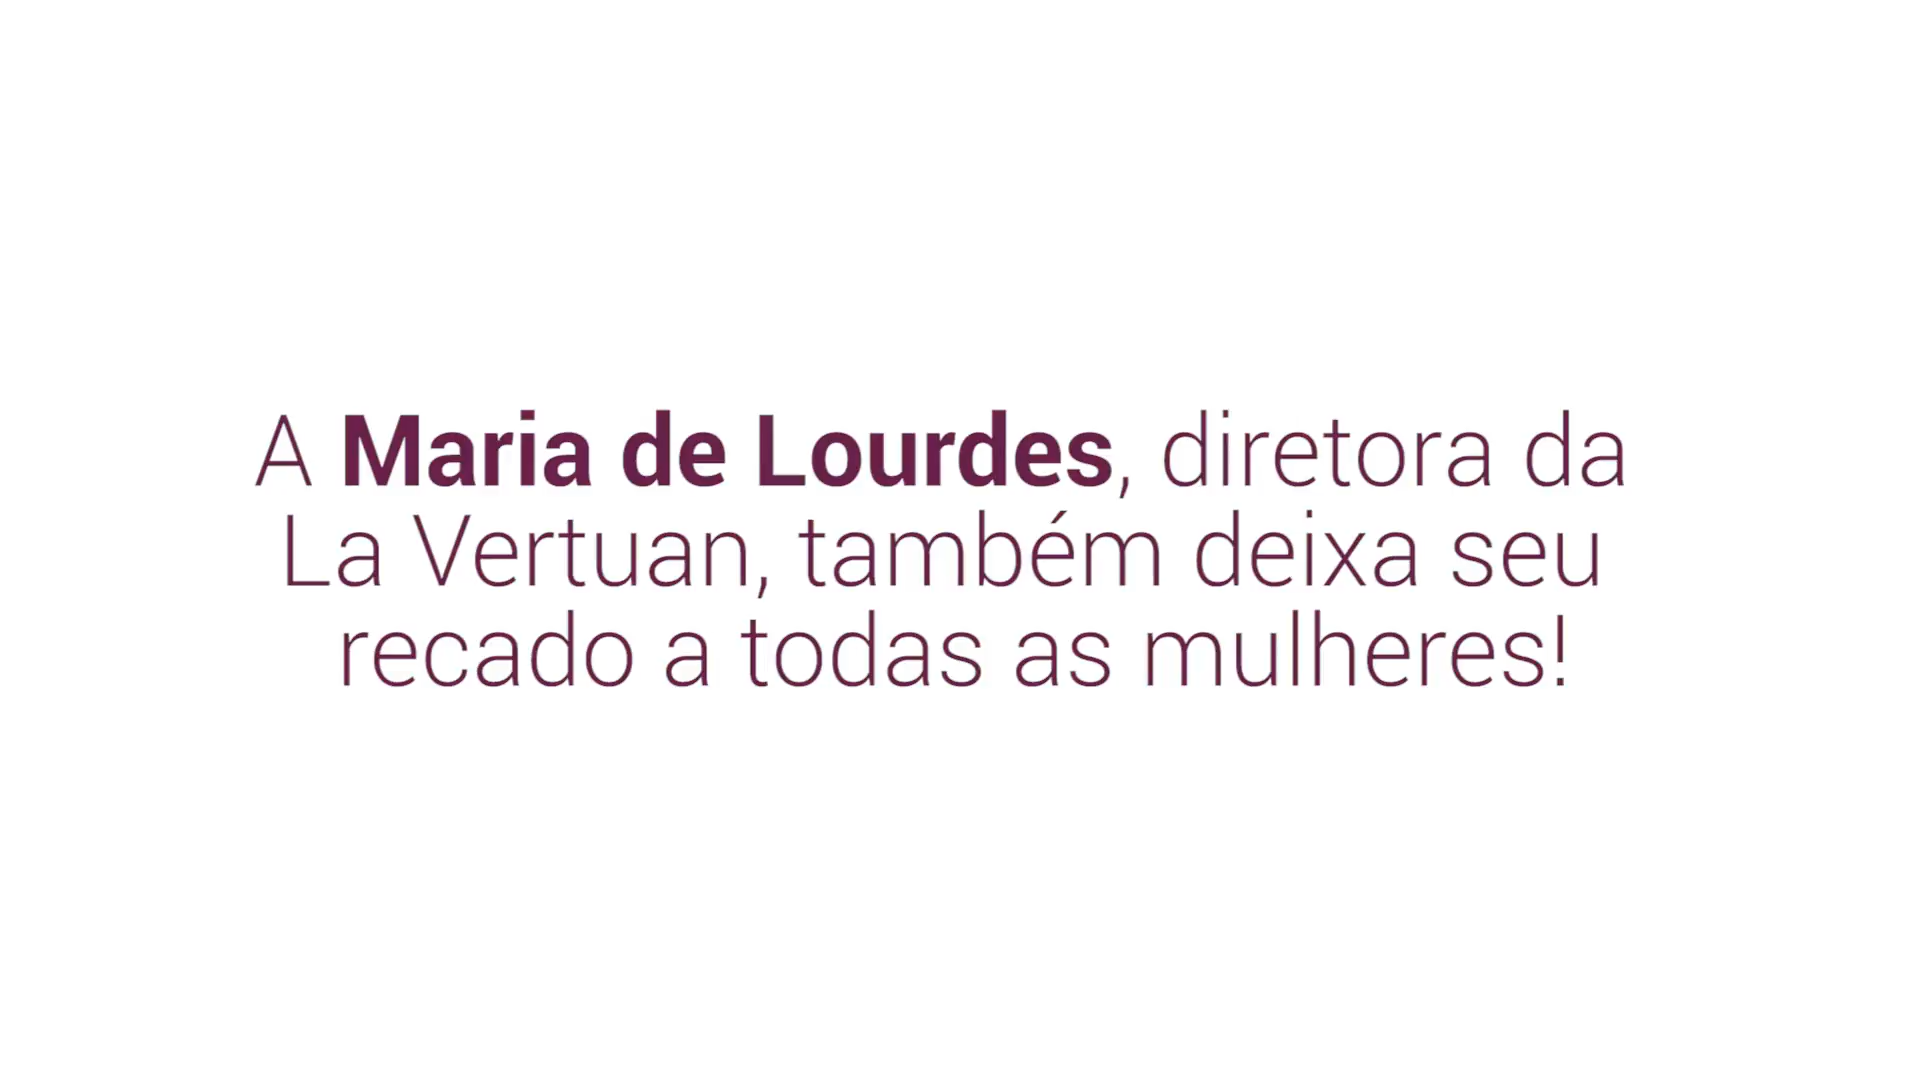 A Maria de Lourdes, diretora da
La Vertuan, também deixa seu
recado a todas as mulheres!